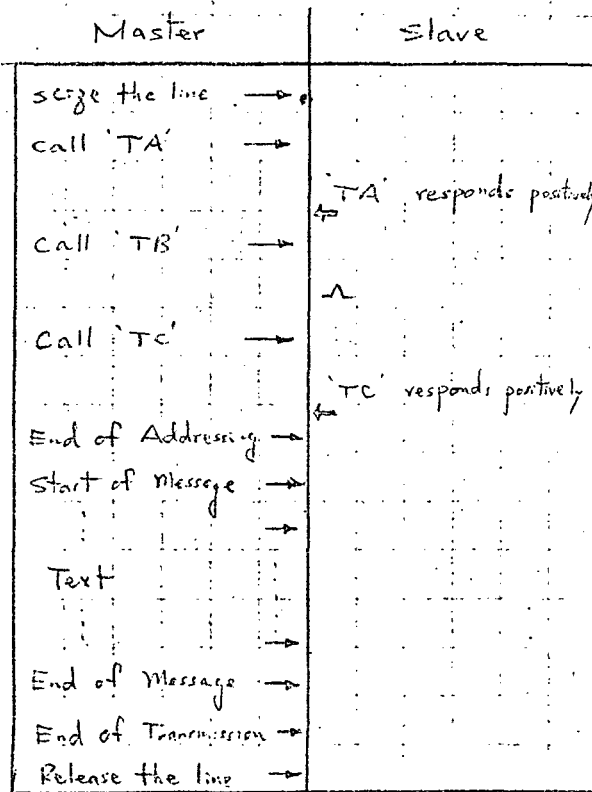 Master Slave
seize the line
call 'TA'
'TA' responds positively
Call 'TB'
Call 'TC'
'TC' responds positively
End of Addressing
Start of Message
Text
End of Message
End of Transmission
Release the line